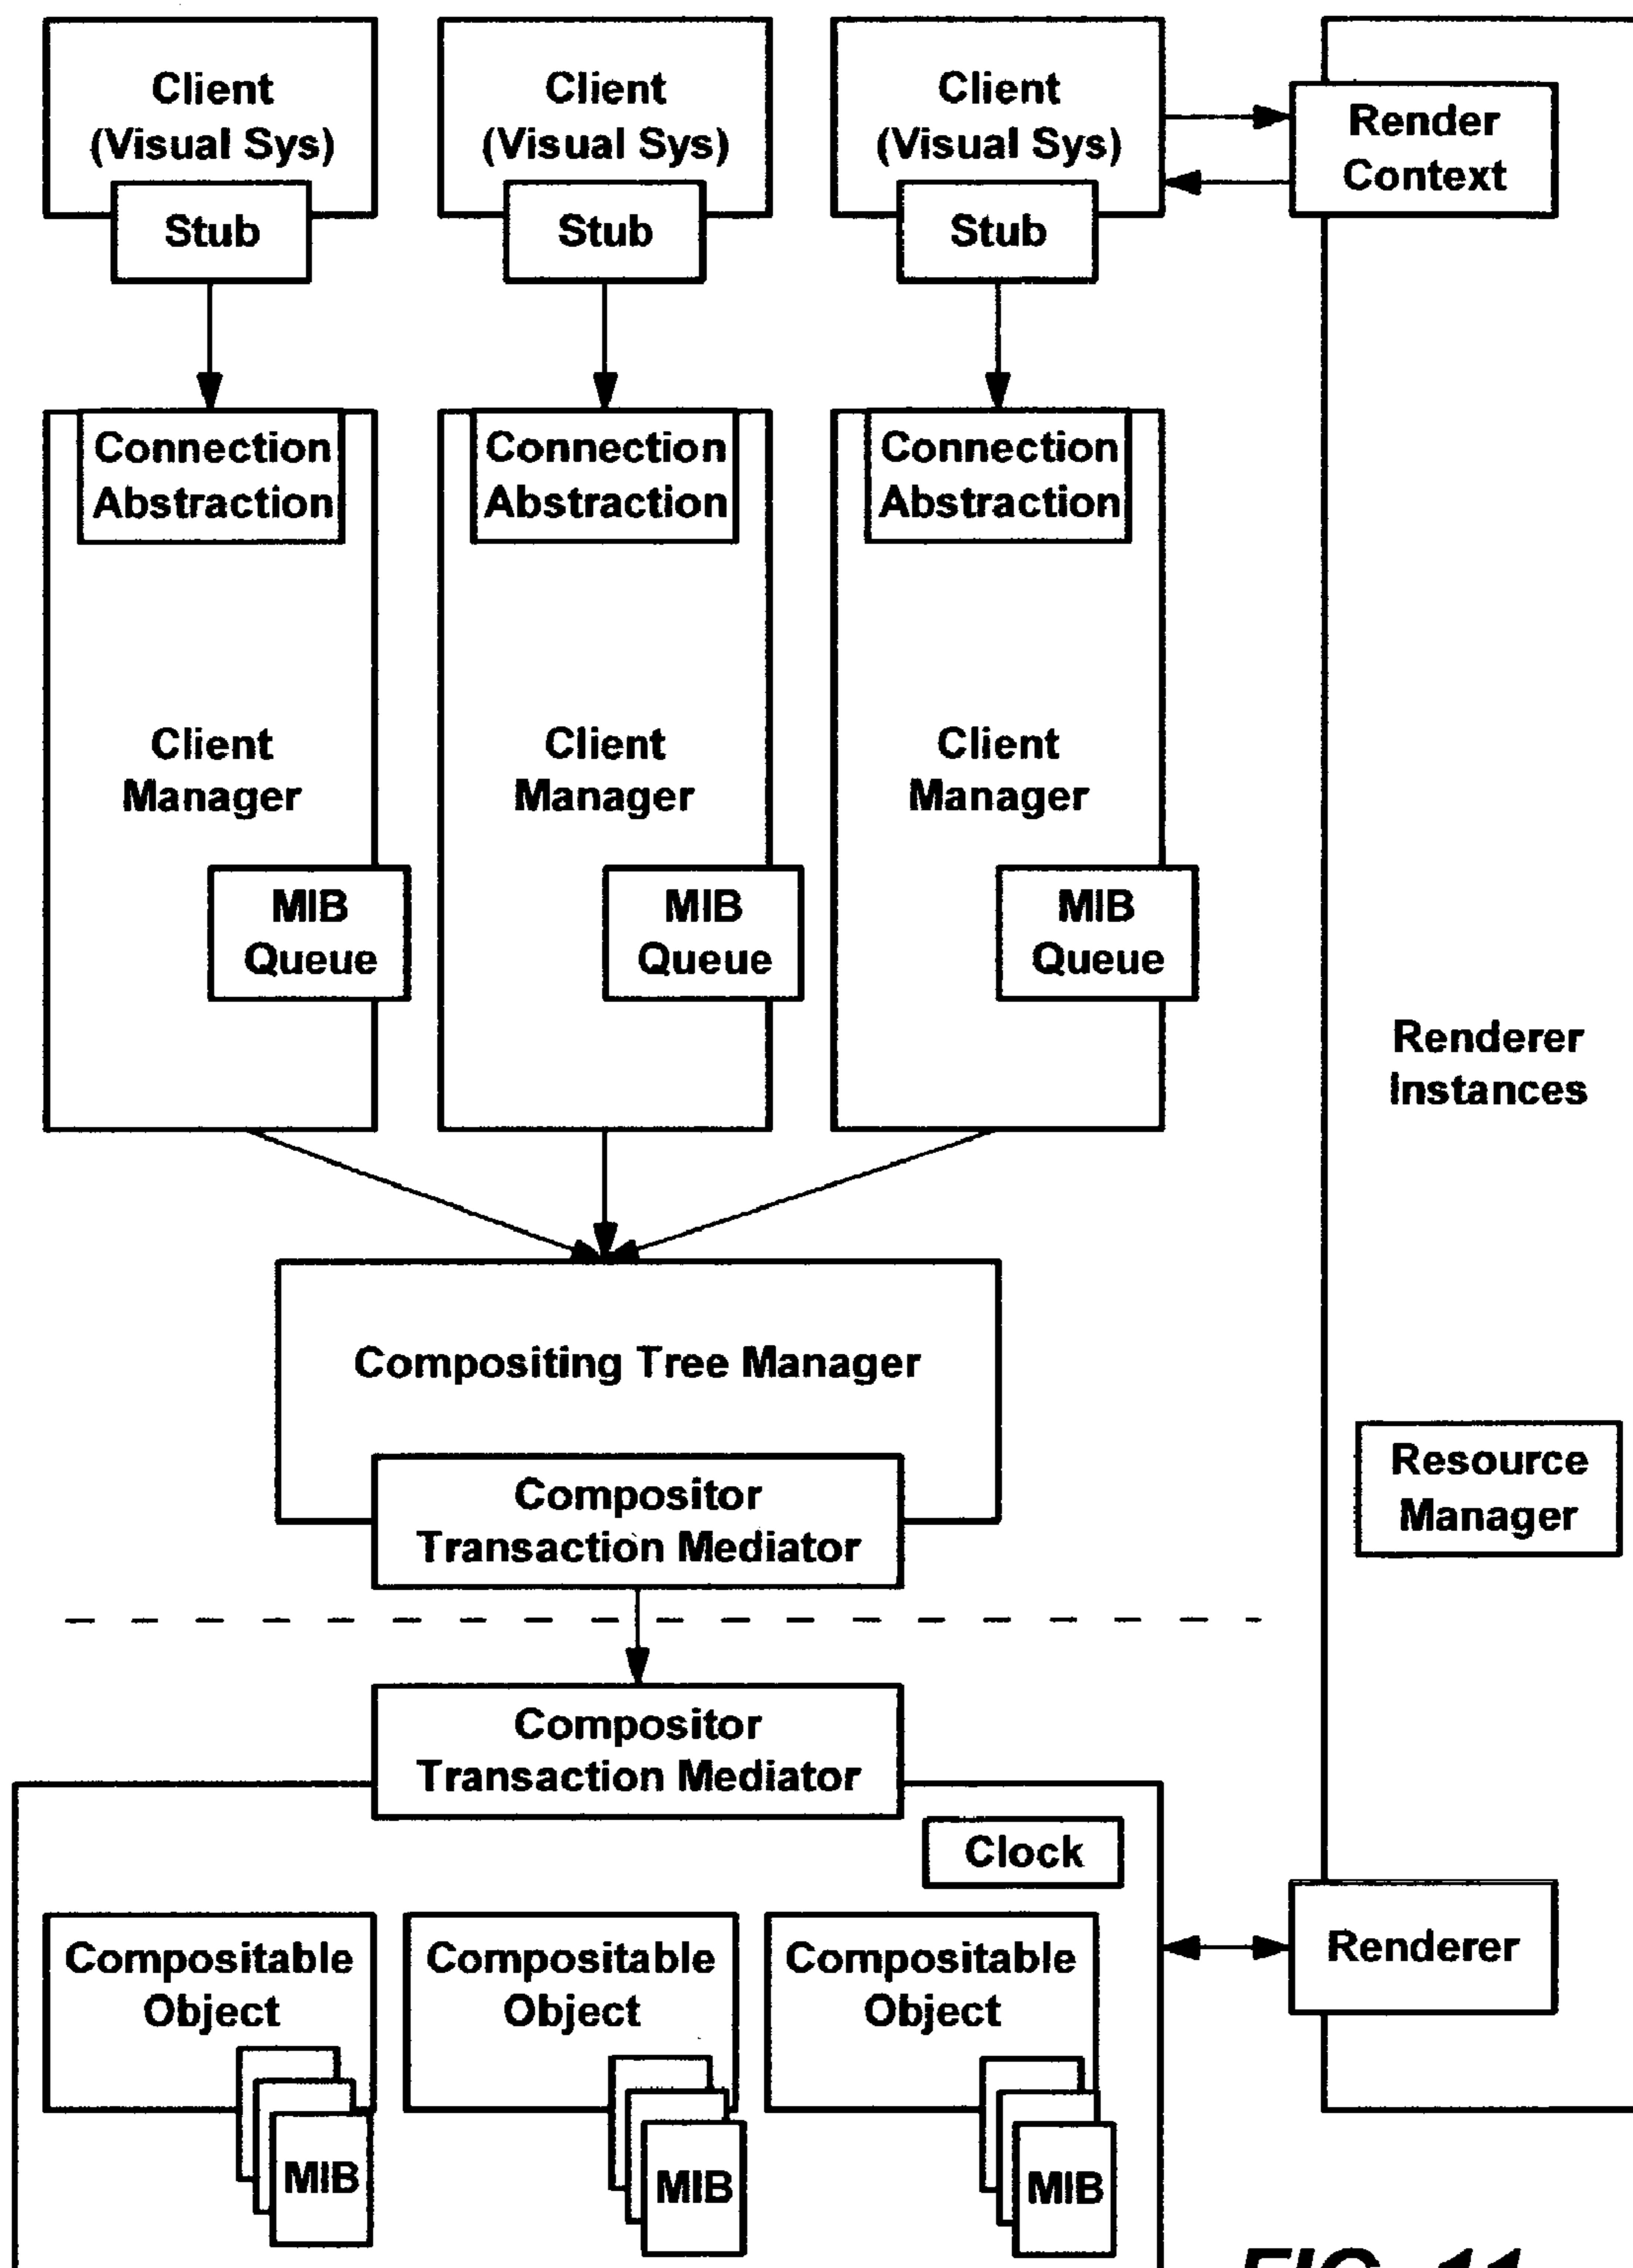 Client
(Visual Sys)
Stub
Client
(Visual Sys)
Stub
Client
(Visual Sys)
Stub
Render
Context
Connection
Abstraction
Client
Manager
MIB
Queue
Connection
Abstraction
Client
Manager
MIB
Queue
Connection
Abstraction
Client
Manager
MIB
Queue
Renderer
Instances
Compositing Tree Manager
Compositor
Transaction Mediator
Resource
Manager
Compositor
Transaction Mediator
Clock
Compositable
Object
MIB
Compositable
Object
MIB
Compositable
Object
MIB
Renderer
FIG. 11